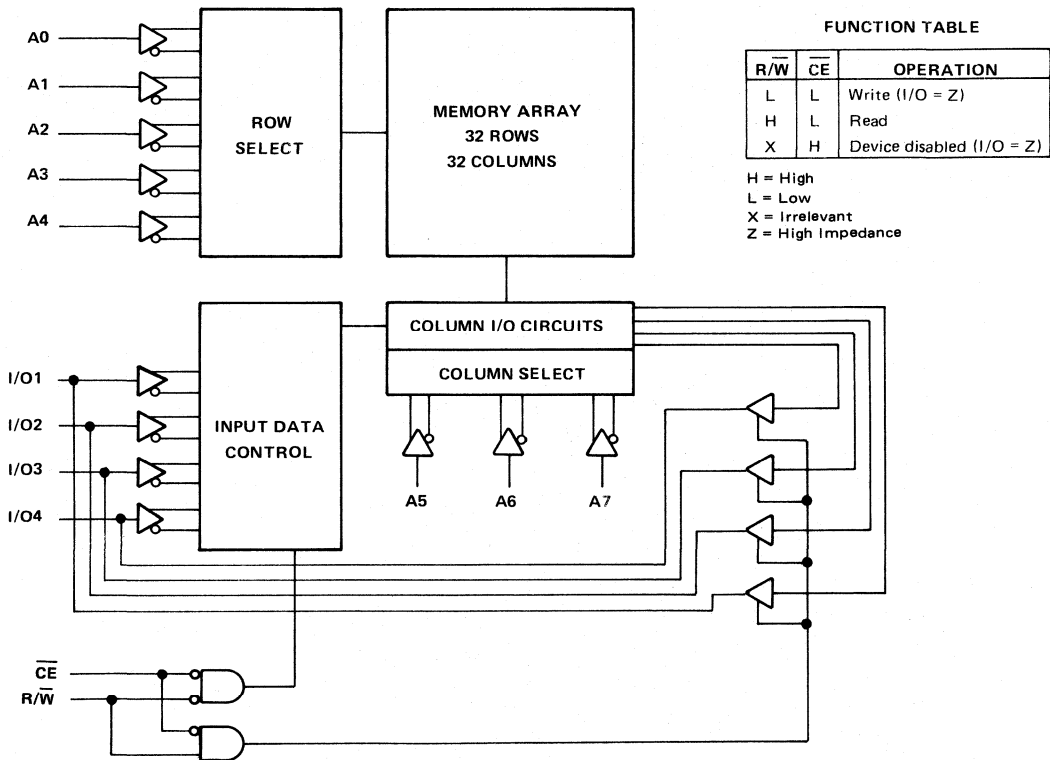 A0
A1
A2
A3
A4
ROW
SELECT
MEMORY ARRAY
32 ROWS
32 COLUMNS
FUNCTION TABLE
R/W̅ C̅E̅ OPERATION
L L Write (I/O = Z)
H L Read
X H Device disabled (I/O = Z)
H = High
L = Low
X = Irrelevant
Z = High Impedance
I/O1
I/O2
I/O3
I/O4
INPUT DATA
CONTROL
COLUMN I/O CIRCUITS
COLUMN SELECT
A5 A6 A7
C̅E̅
R/W̅